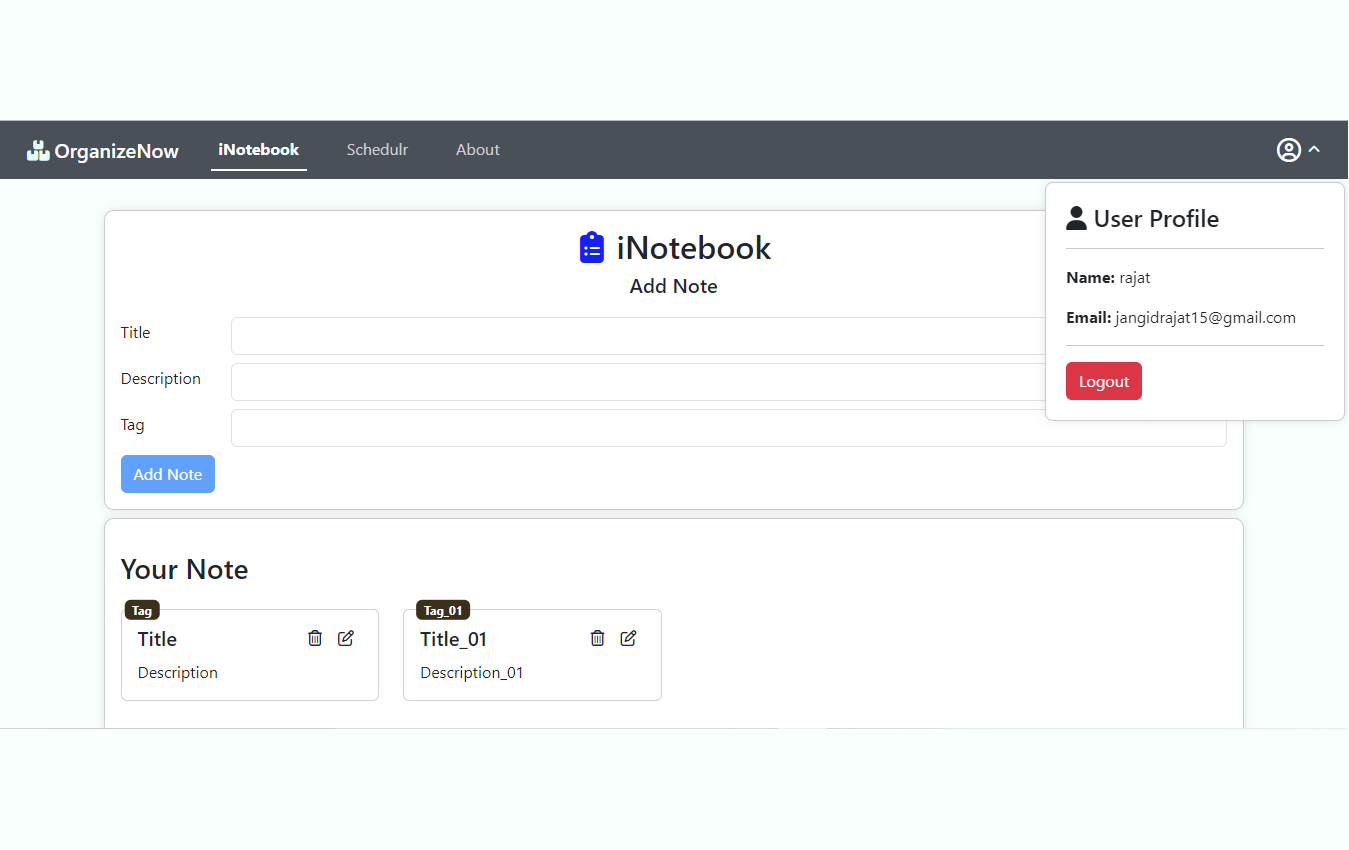 OrganizeNow iNotebook Schedulr About
User Profile
Name: rajat
Email: jangidrajat15@gmail.com
Logout
iNotebook
Add Note
Title
Description
Tag
Add Note
Your Note
Tag
Title
Description
Tag_01
Title_01
Description_01